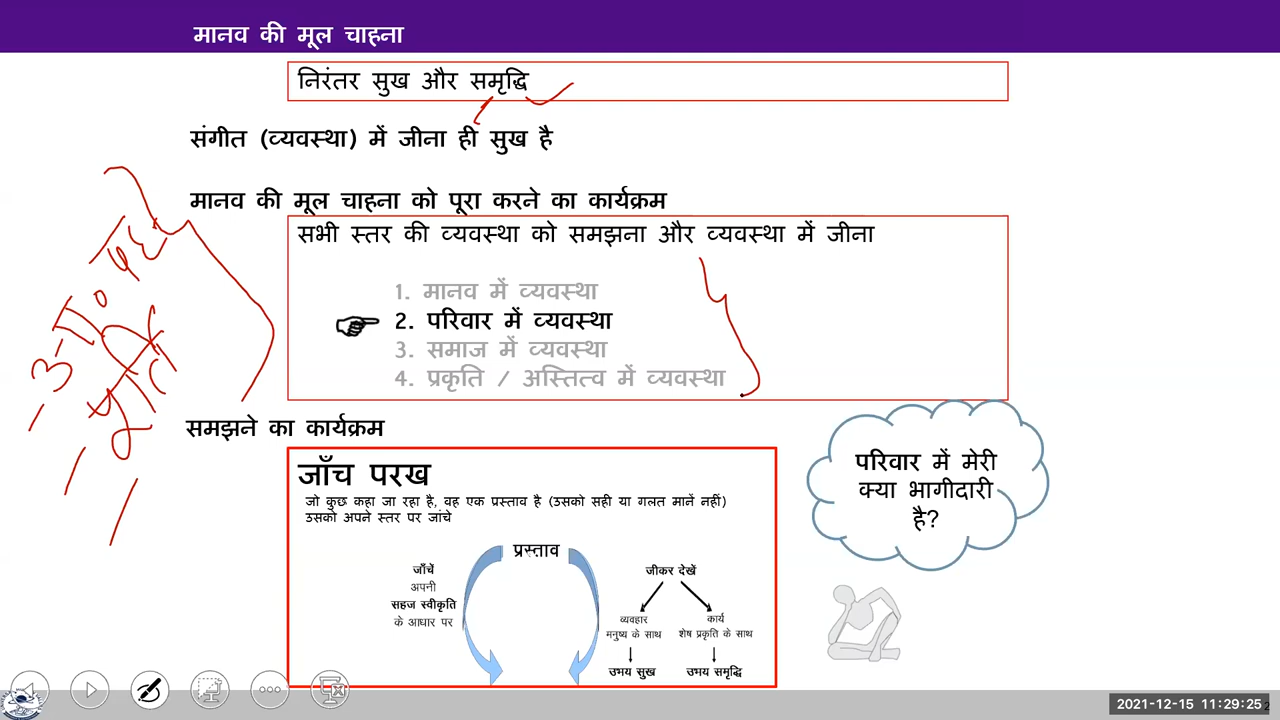 मानव की मूल चाहना
निरंतर सुख और समृद्धि
संगीत (व्यवस्था) में जीना ही सुख है
मानव की मूल चाहना को पूरा करने का कार्यक्रम
सभी स्तर की व्यवस्था को समझना और व्यवस्था में जीना
1. मानव में व्यवस्था
2. परिवार में व्यवस्था
3. समाज में व्यवस्था
4. प्रकृति / अस्तित्व में व्यवस्था
समझने का कार्यक्रम
जाँच परख
जो कुछ कहा जा रहा है, वह एक प्रस्ताव है (उसको सही या गलत मानें नहीं)
उसको अपने स्तर पर जांचे
प्रस्ताव
जाँचें
अपनी
सहज स्वीकृति
के आधार पर
जीकर देखें
व्यवहार
मनुष्य के साथ
उभय सुख
कार्य
शेष प्रकृति के साथ
उभय समृद्धि
परिवार में मेरी
क्या भागीदारी
है?
2021-12-15 11:29:25